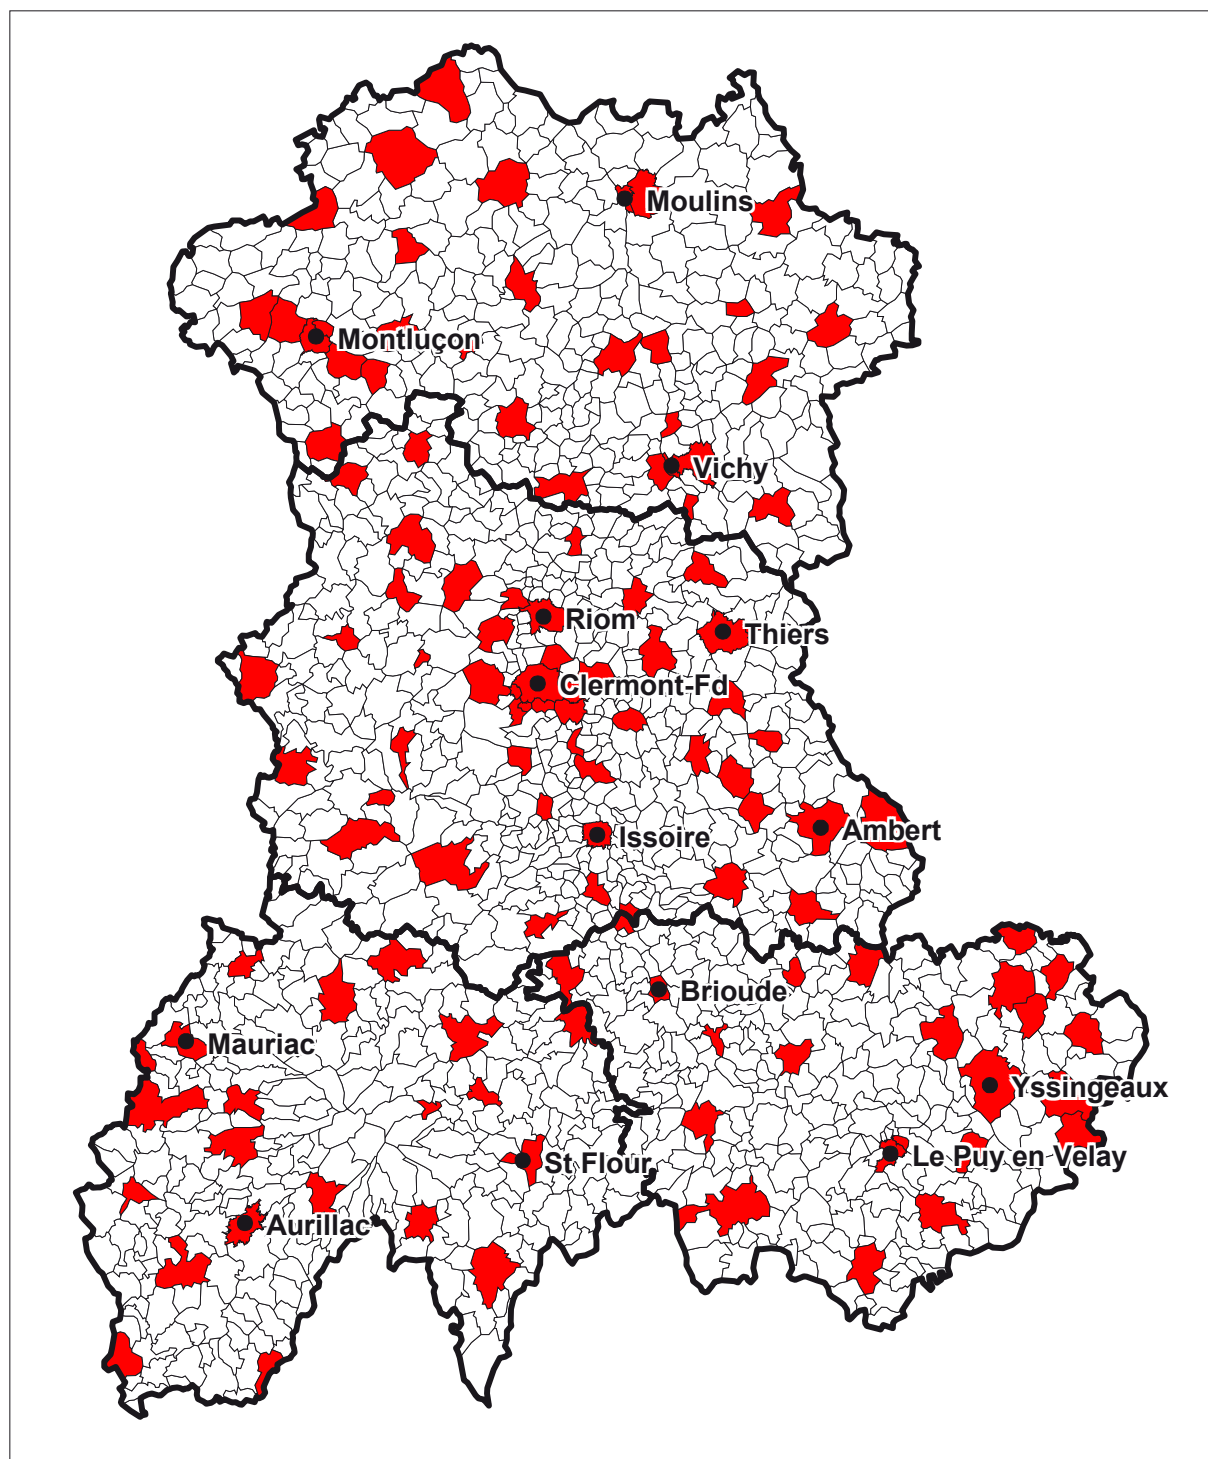 Moulins
Montluçon
Vichy
Riom
Thiers
Clermont-Fd
Ambert
Issoire
Brioude
Mauriac
Yssingeaux
Le Puy en Velay
St Flour
Aurillac